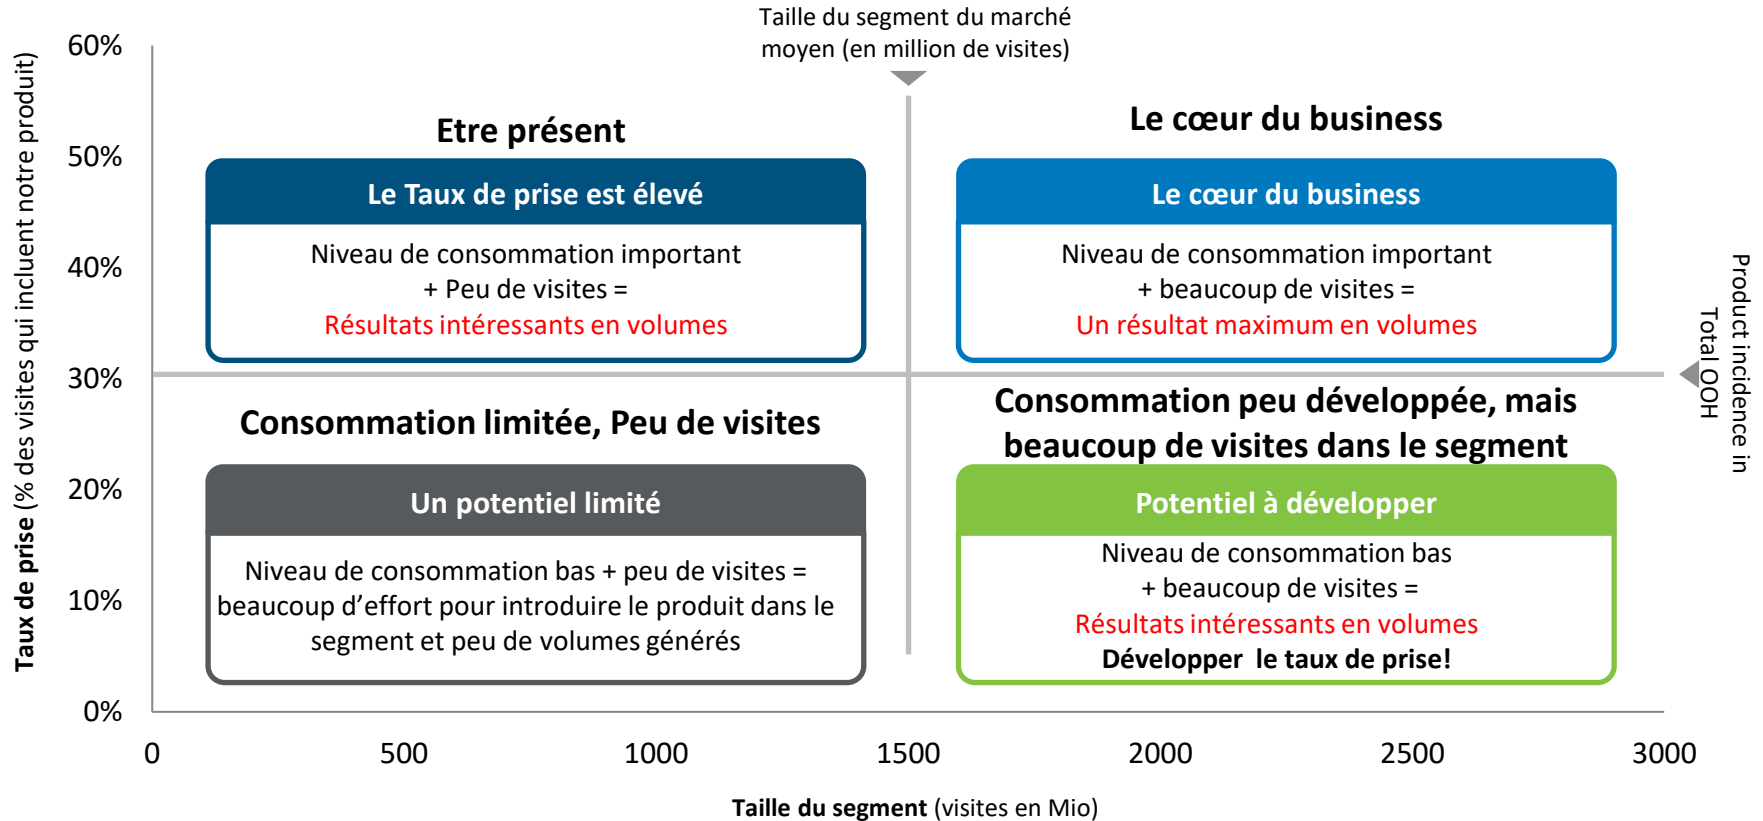 Taille du segment du marché
moyen (en million de visites)
Taux de prise (% des visites qui incluent notre produit)
60%
50%
40%
30%
20%
10%
0%
Etre présent
Le Taux de prise est élevé
Niveau de consommation important
+ Peu de visites =
Résultats intéressants en volumes
Le cœur du business
Le cœur du business
Niveau de consommation important
+ beaucoup de visites =
Un résultat maximum en volumes
Product incidence in
Total OOH
Consommation limitée, Peu de visites
Un potentiel limité
Niveau de consommation bas + peu de visites =
beaucoup d’effort pour introduire le produit dans le
segment et peu de volumes générés
Consommation peu développée, mais
beaucoup de visites dans le segment
Potentiel à développer
Niveau de consommation bas
+ beaucoup de visites =
Résultats intéressants en volumes
Développer  le taux de prise!
0 500 1000 1500 2000 2500 3000
Taille du segment (visites en Mio)